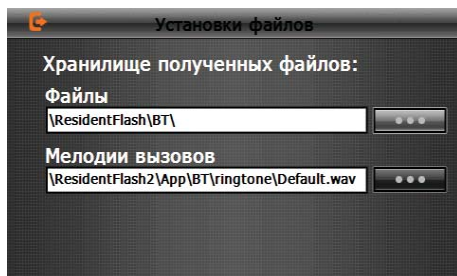 Установки файлов
Хранилище полученных файлов:
Файлы
\ResidentFlash\BT\
Мелодии вызовов
\ResidentFlash2\App\BT\ringtone\Default.wav